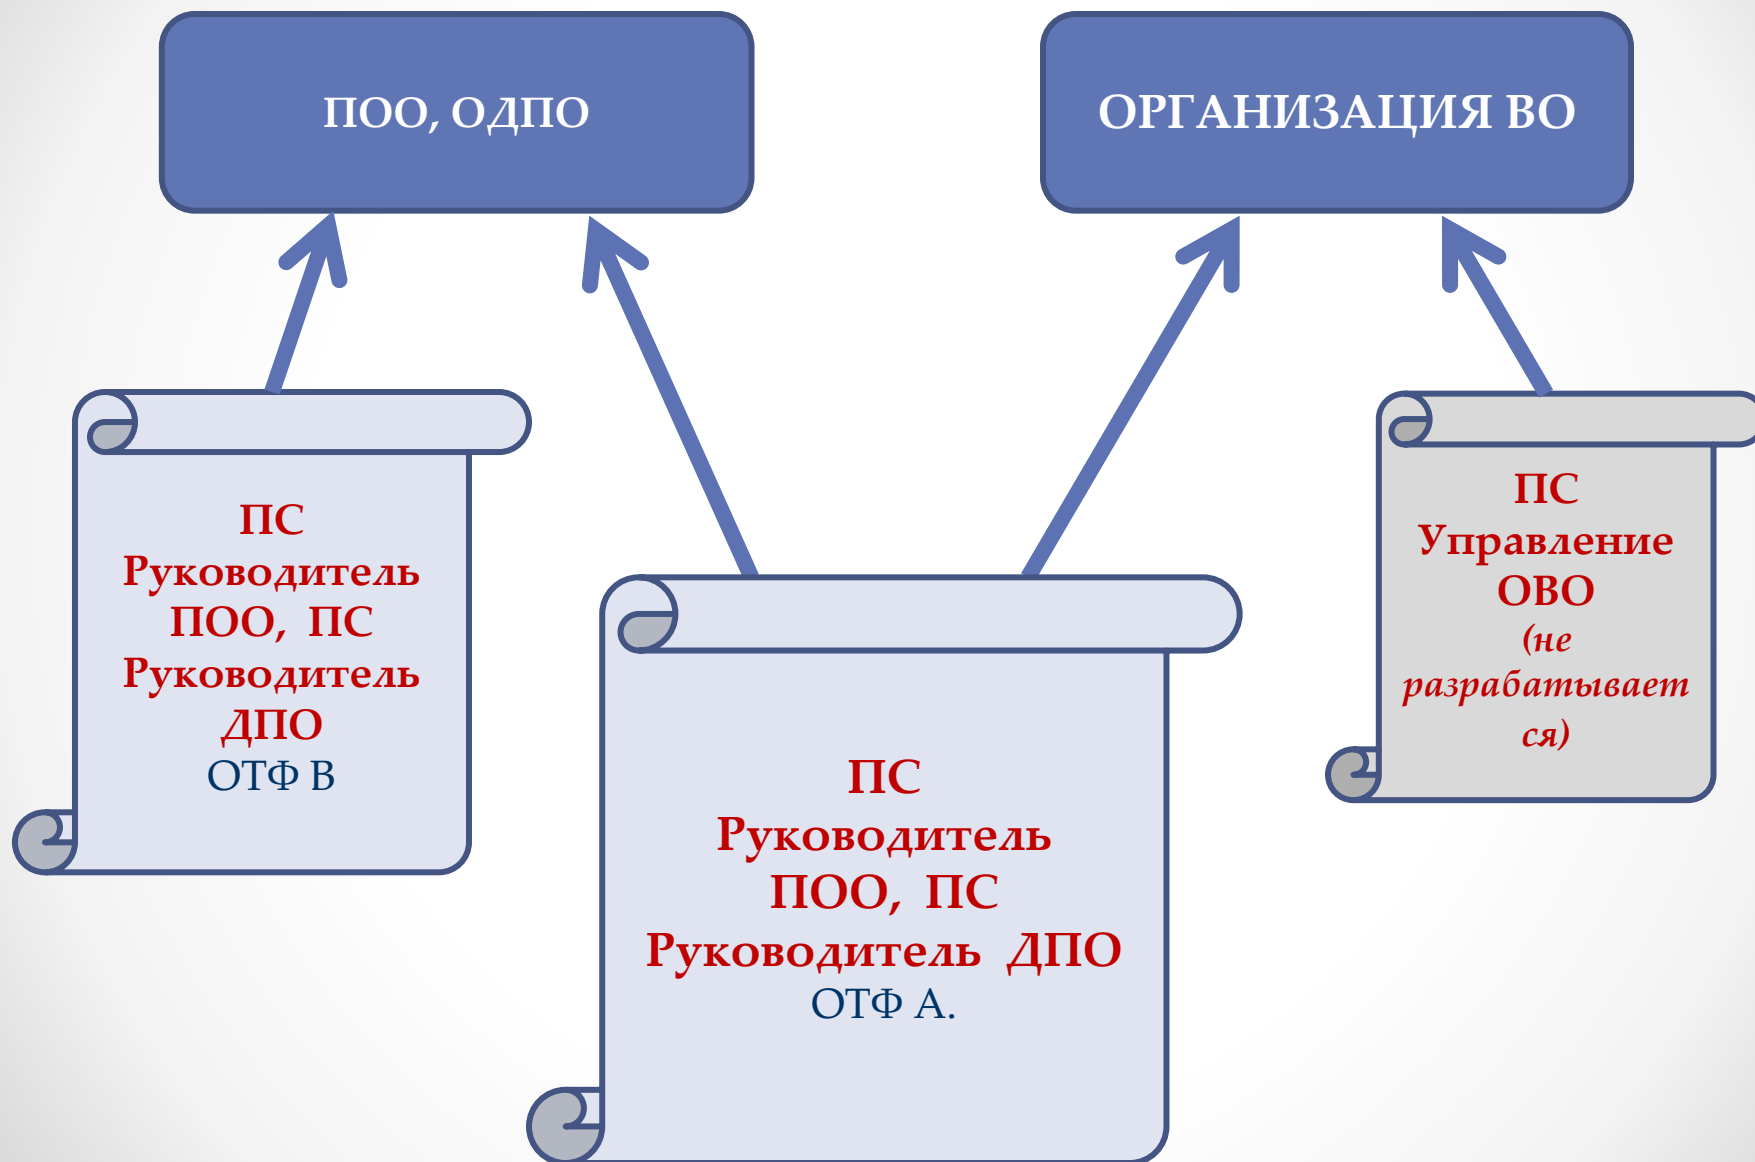 ПОО, ОДПО
ОРГАНИЗАЦИЯ ВО
ПС
Руководитель
ПОО, ПС
Руководитель
ДПО
ОТФ В
ПС
Руководитель
ПОО, ПС
Руководитель ДПО
ОТФ А.
ПС
Управление
ОВО
(не
разрабатывает
ся)